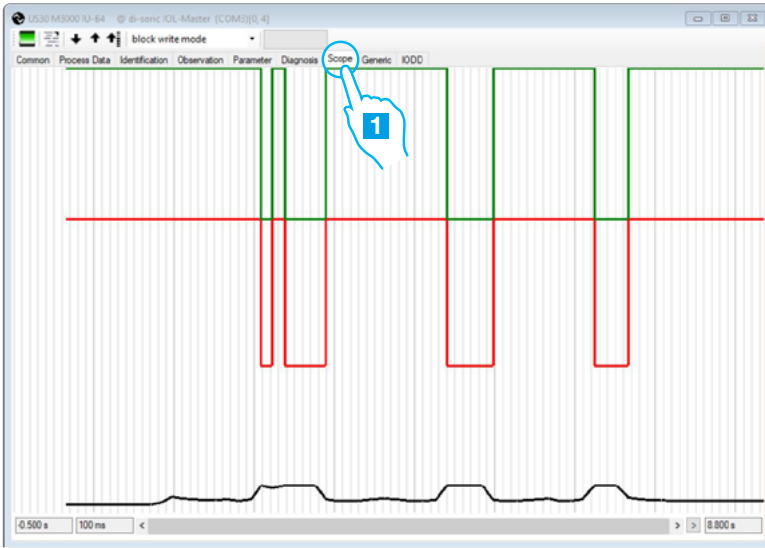 US30 M3000 IU-64 @ di-soric IOL-Master (COM3)[0, 4]
block write mode
Common Process Data Identification Observation Parameter Diagnosis Scope Generic IODD
1
-0.500 s 100 ms < > > 8.800 s